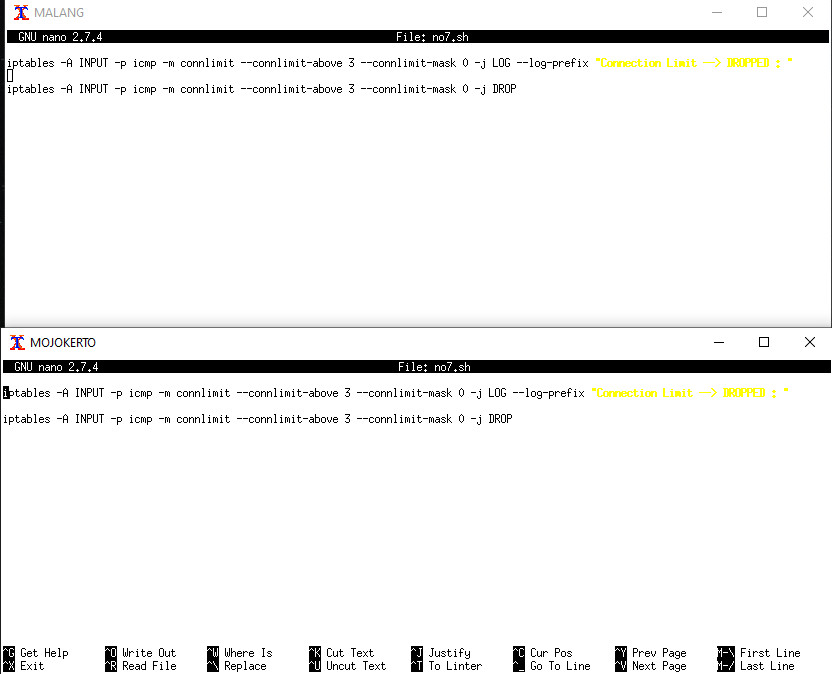 MALANG
GNU nano 2.7.4 File: no7.sh
iptables -A INPUT -p icmp -m connlimit --connlimit-above 3 --connlimit-mask 0 -j LOG --log-prefix "Connection Limit --> DROPPED : "
iptables -A INPUT -p icmp -m connlimit --connlimit-above 3 --connlimit-mask 0 -j DROP
MOJOKERTO
GNU nano 2.7.4 File: no7.sh
iptables -A INPUT -p icmp -m connlimit --connlimit-above 3 --connlimit-mask 0 -j LOG --log-prefix "Connection Limit --> DROPPED : "
iptables -A INPUT -p icmp -m connlimit --connlimit-above 3 --connlimit-mask 0 -j DROP
^G Get Help ^O Write Out ^W Where Is ^K Cut Text ^J Justify ^C Cur Pos ^Y Prev Page M-\ First Line
^X Exit ^R Read File ^\ Replace ^U Uncut Text ^T To Linter ^_ Go To Line ^V Next Page M-/ Last Line